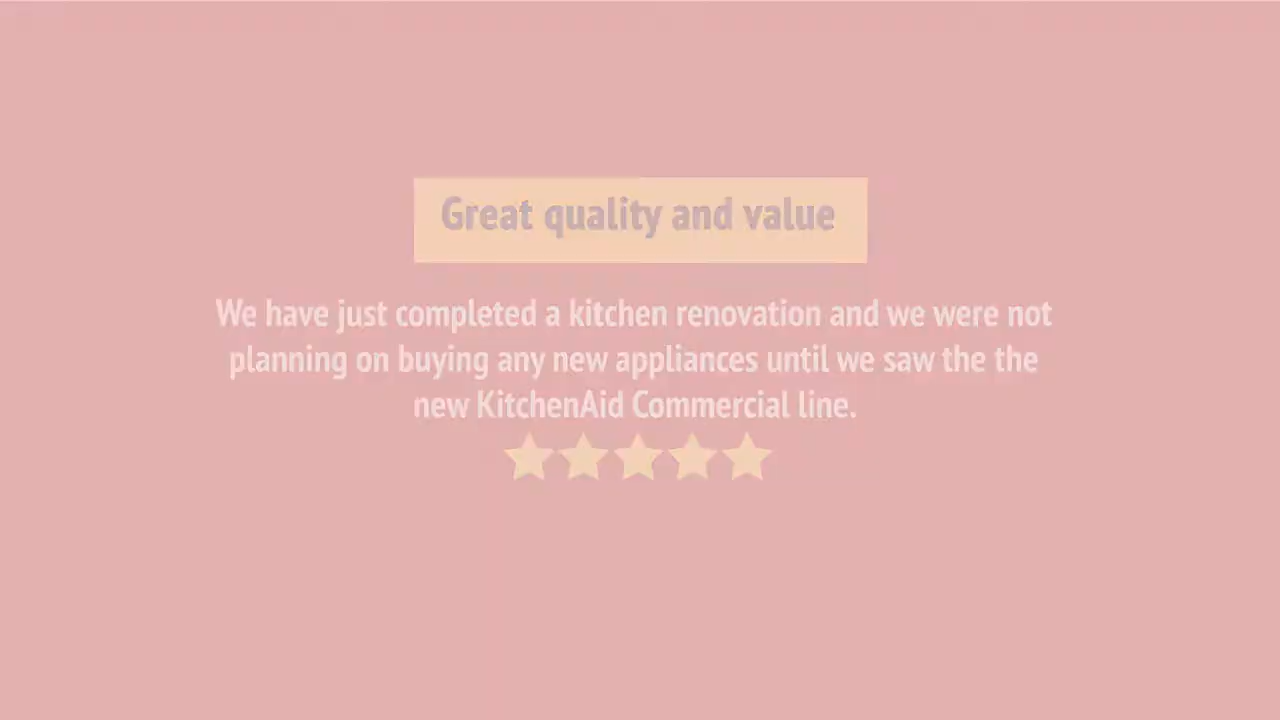 Great quality and value
We have just completed a kitchen renovation and we were not
planning on buying any new appliances until we saw the the
new KitchenAid Commercial line.